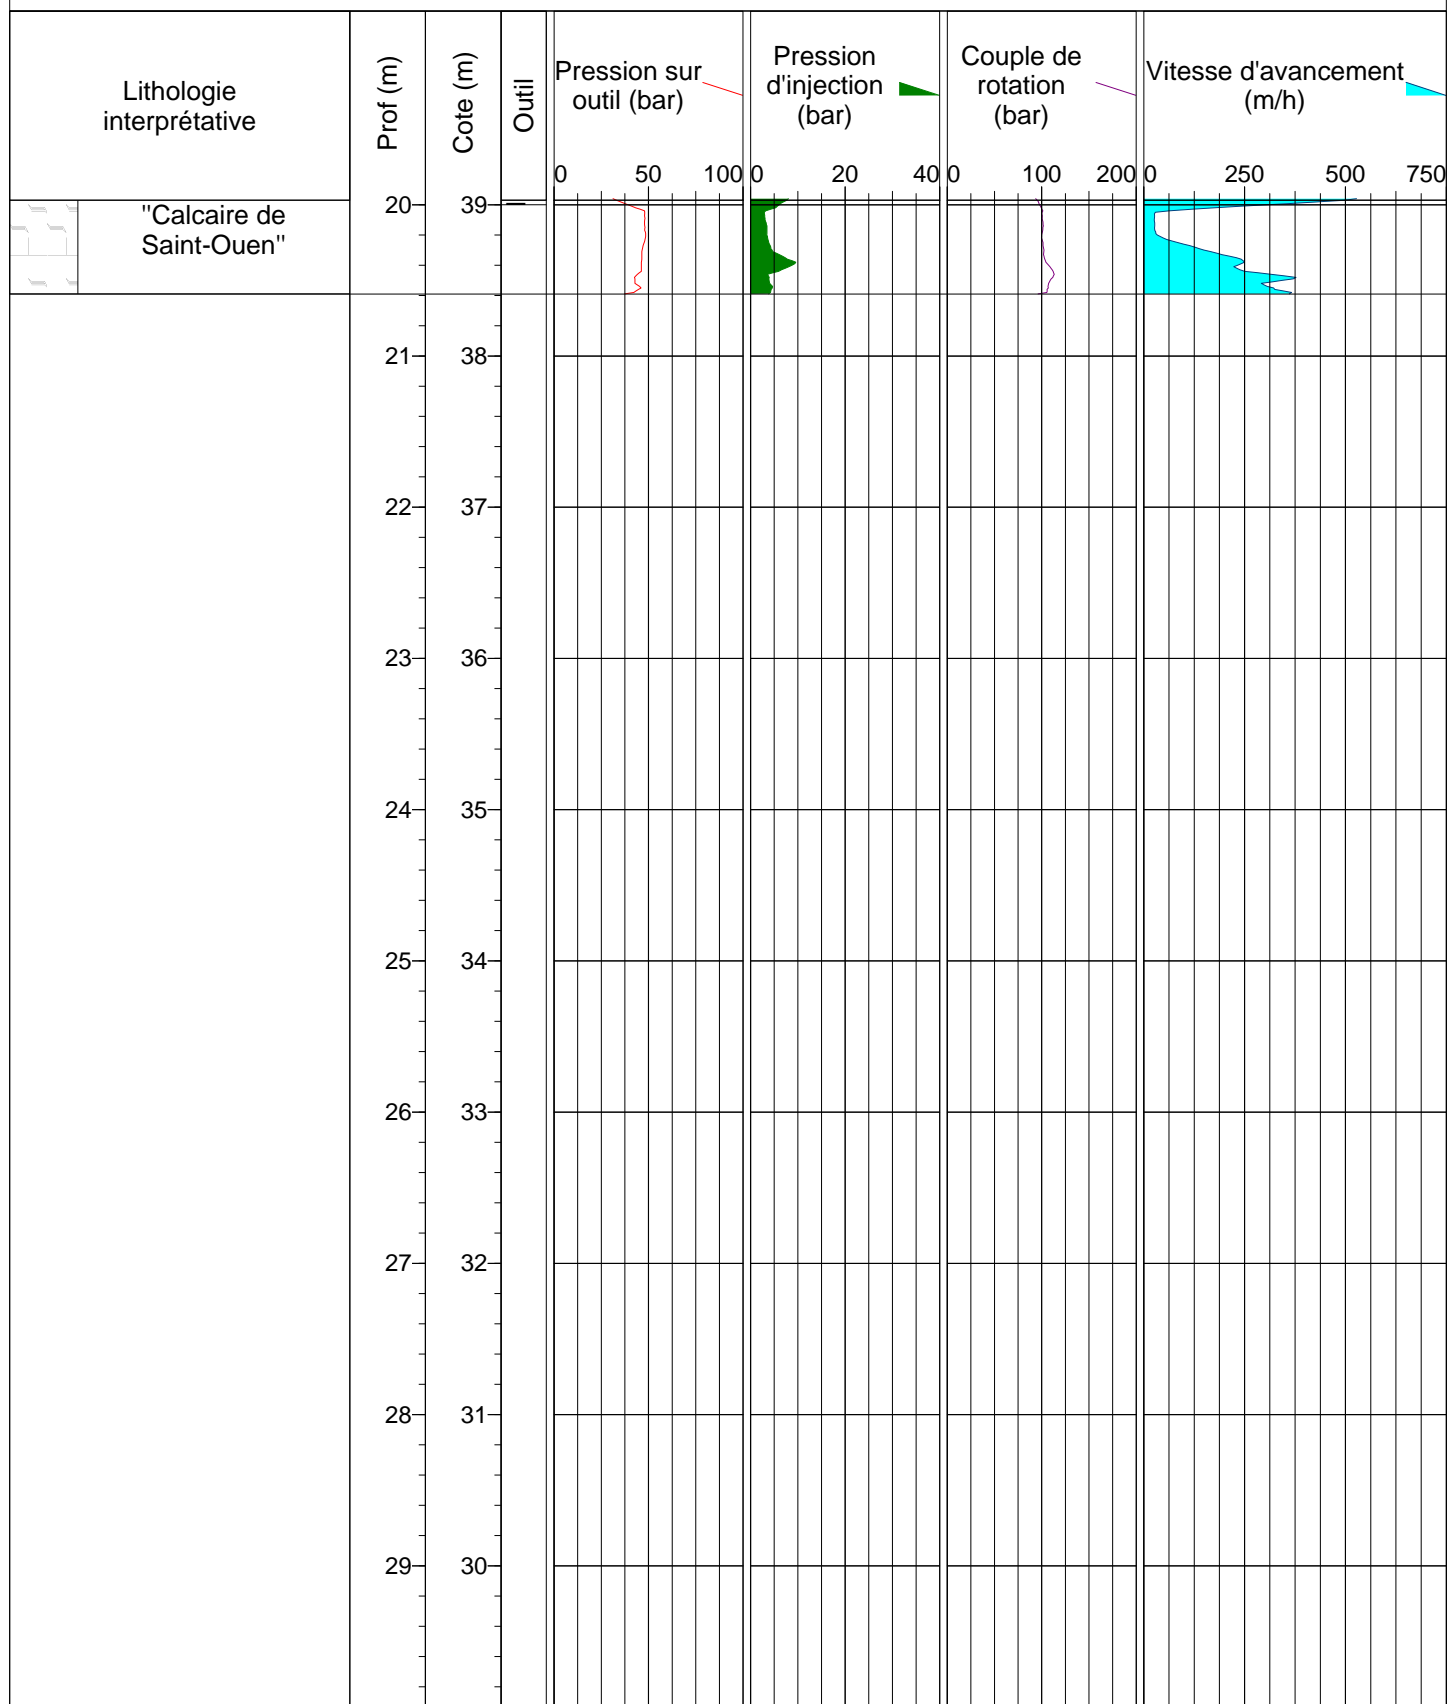 Lithologie
interprétative
Prof (m)
Cote (m)
Outil
Pression sur
outil (bar)
Pression
d'injection
(bar)
Couple de
rotation
(bar)
Vitesse d'avancement
(m/h)
0 50 100
0 20 40
0 100 200
0 250 500 750
20 39
"Calcaire de
Saint-Ouen"
21 38
22 37
23 36
24 35
25 34
26 33
27 32
28 31
29 30